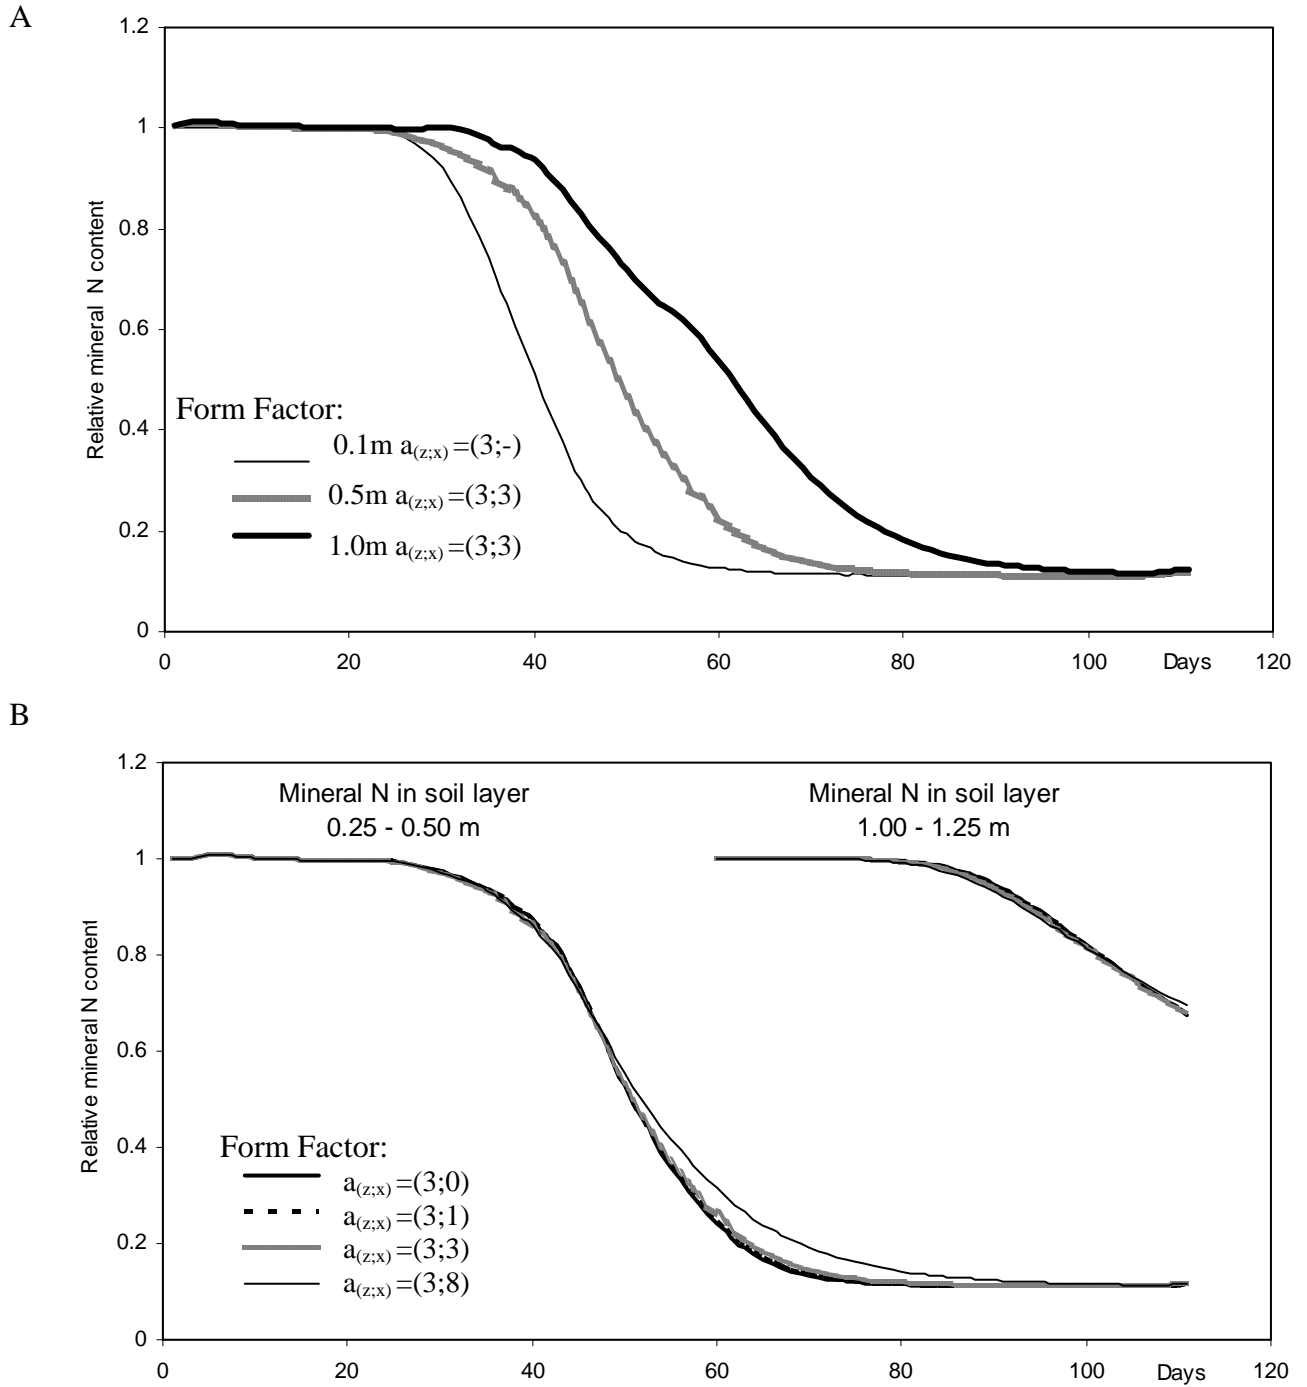 A
1.2
1
0.8
0.6
0.4
0.2
0
Relative mineral N content
Form Factor:
0.1m a(z;x) =(3;-)
0.5m a(z;x) =(3;3)
1.0m a(z;x) =(3;3)
0 20 40 60 80 100 Days 120
B
1.2
1
0.8
0.6
0.4
0.2
0
Relative mineral N content
Mineral N in soil layer
0.25 - 0.50 m
Mineral N in soil layer
1.00 - 1.25 m
Form Factor:
a(z;x) =(3;0)
a(z;x) =(3;1)
a(z;x) =(3;3)
a(z;x) =(3;8)
0 20 40 60 80 100 Days 120